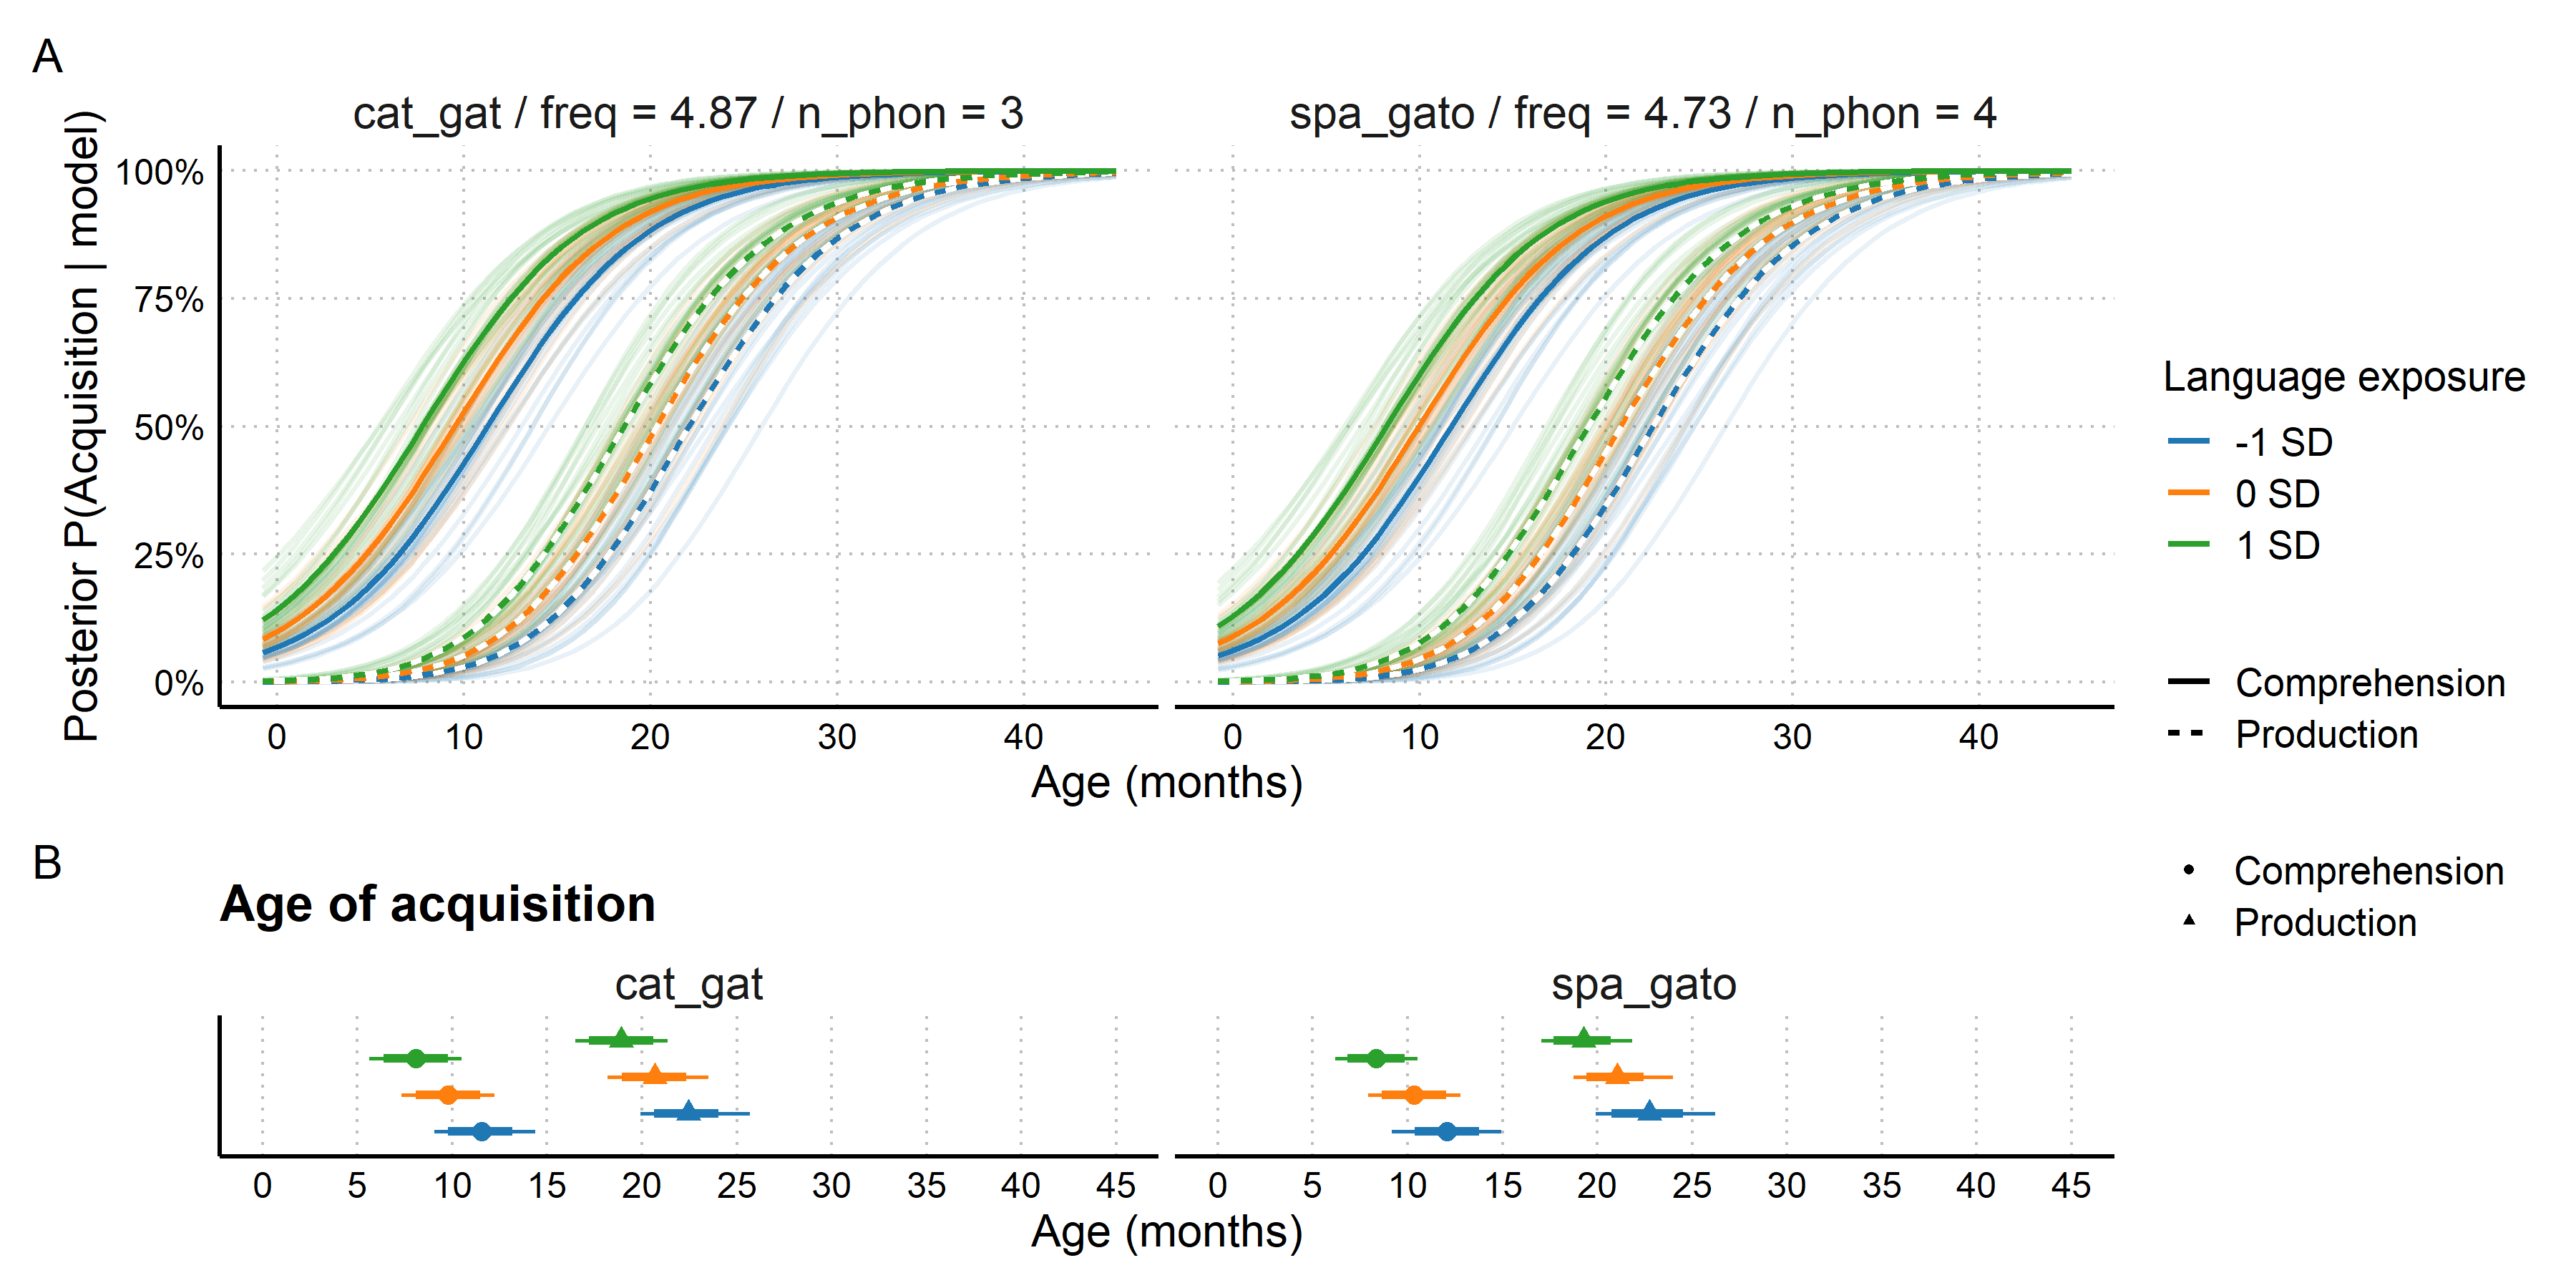 A
cat_gat / freq = 4.87 / n_phon = 3
spa_gato / freq = 4.73 / n_phon = 4
Posterior P(Acquisition | model)
100%
75%
50%
25%
0%
0 10 20 30 40
0 10 20 30 40
Age (months)
Language exposure
-1 SD
0 SD
1 SD
Comprehension
Production
Comprehension
Production
B
Age of acquisition
cat_gat
spa_gato
0 5 10 15 20 25 30 35 40 45
0 5 10 15 20 25 30 35 40 45
Age (months)